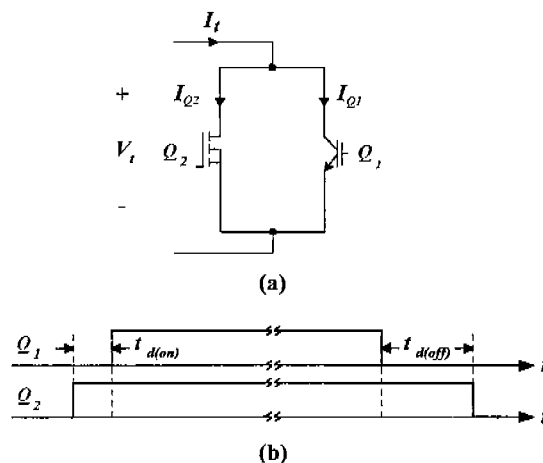 I_t
+
I_Q2
I_Q1
V_t
Q_2
Q_1
-
(a)
Q_1
t_d(on)
t_d(off)
t
Q_2
t
(b)